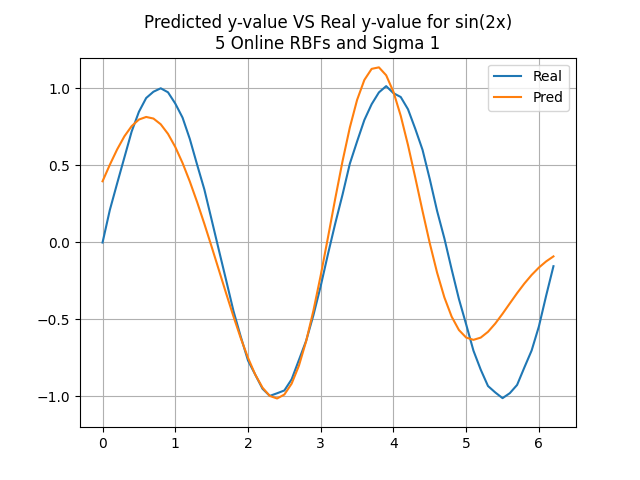 Predicted y-value VS Real y-value for sin(2x)
5 Online RBFs and Sigma 1
Real
Pred
1.0
0.5
0.0
−0.5
−1.0
0 1 2 3 4 5 6